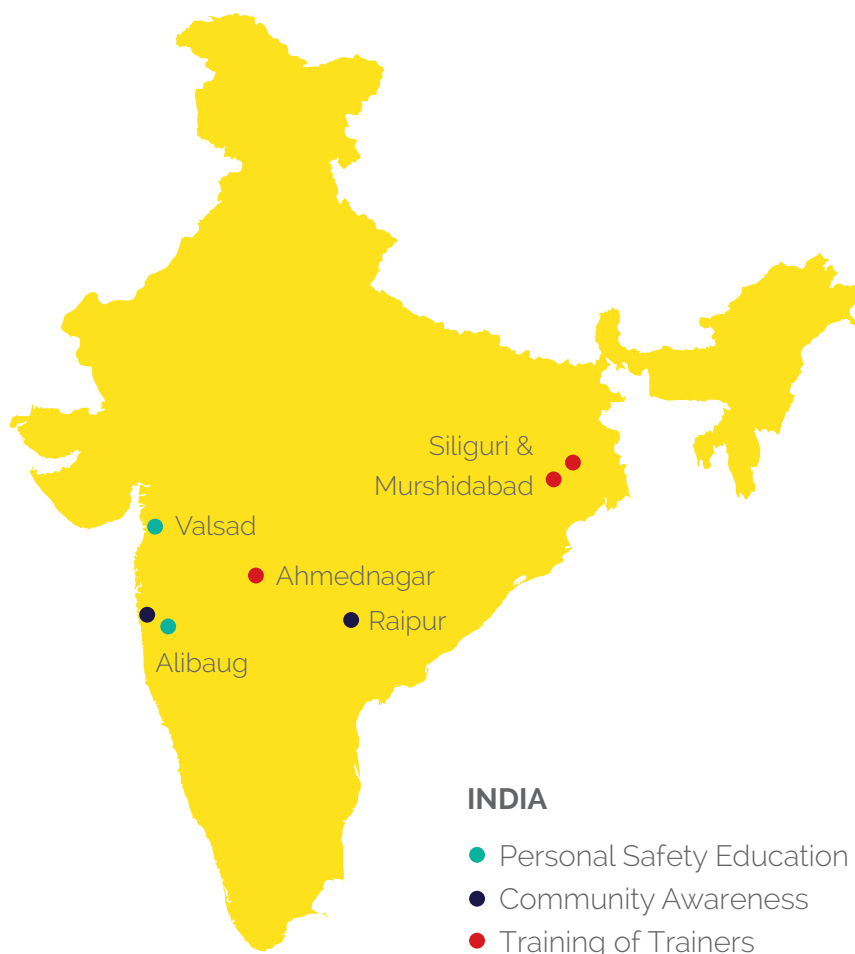 Siliguri &
Murshidabad
Valsad
Ahmednagar
Raipur
Alibaug
INDIA
Personal Safety Education
Community Awareness
Training of Trainers